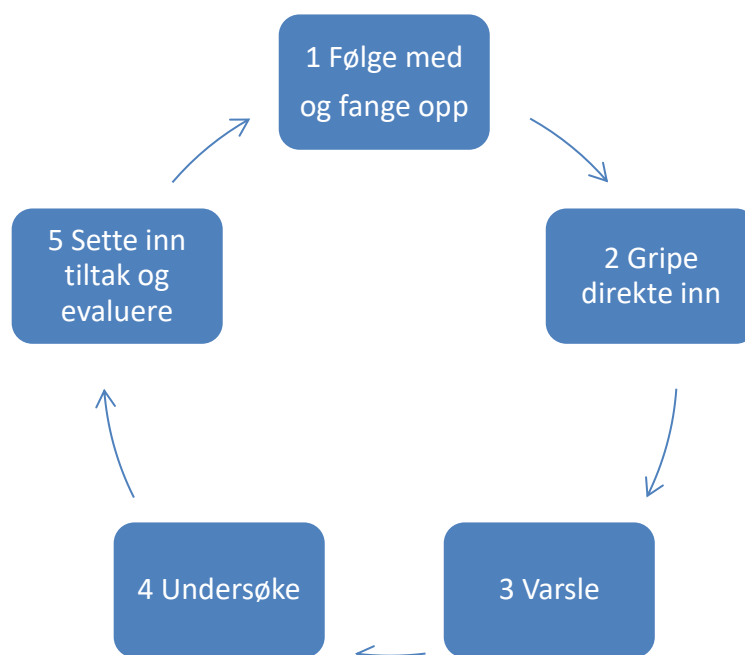 1 Følge med
og fange opp
2 Gripe
direkte inn
3 Varsle
4 Undersøke
5 Sette inn
tiltak og
evaluere